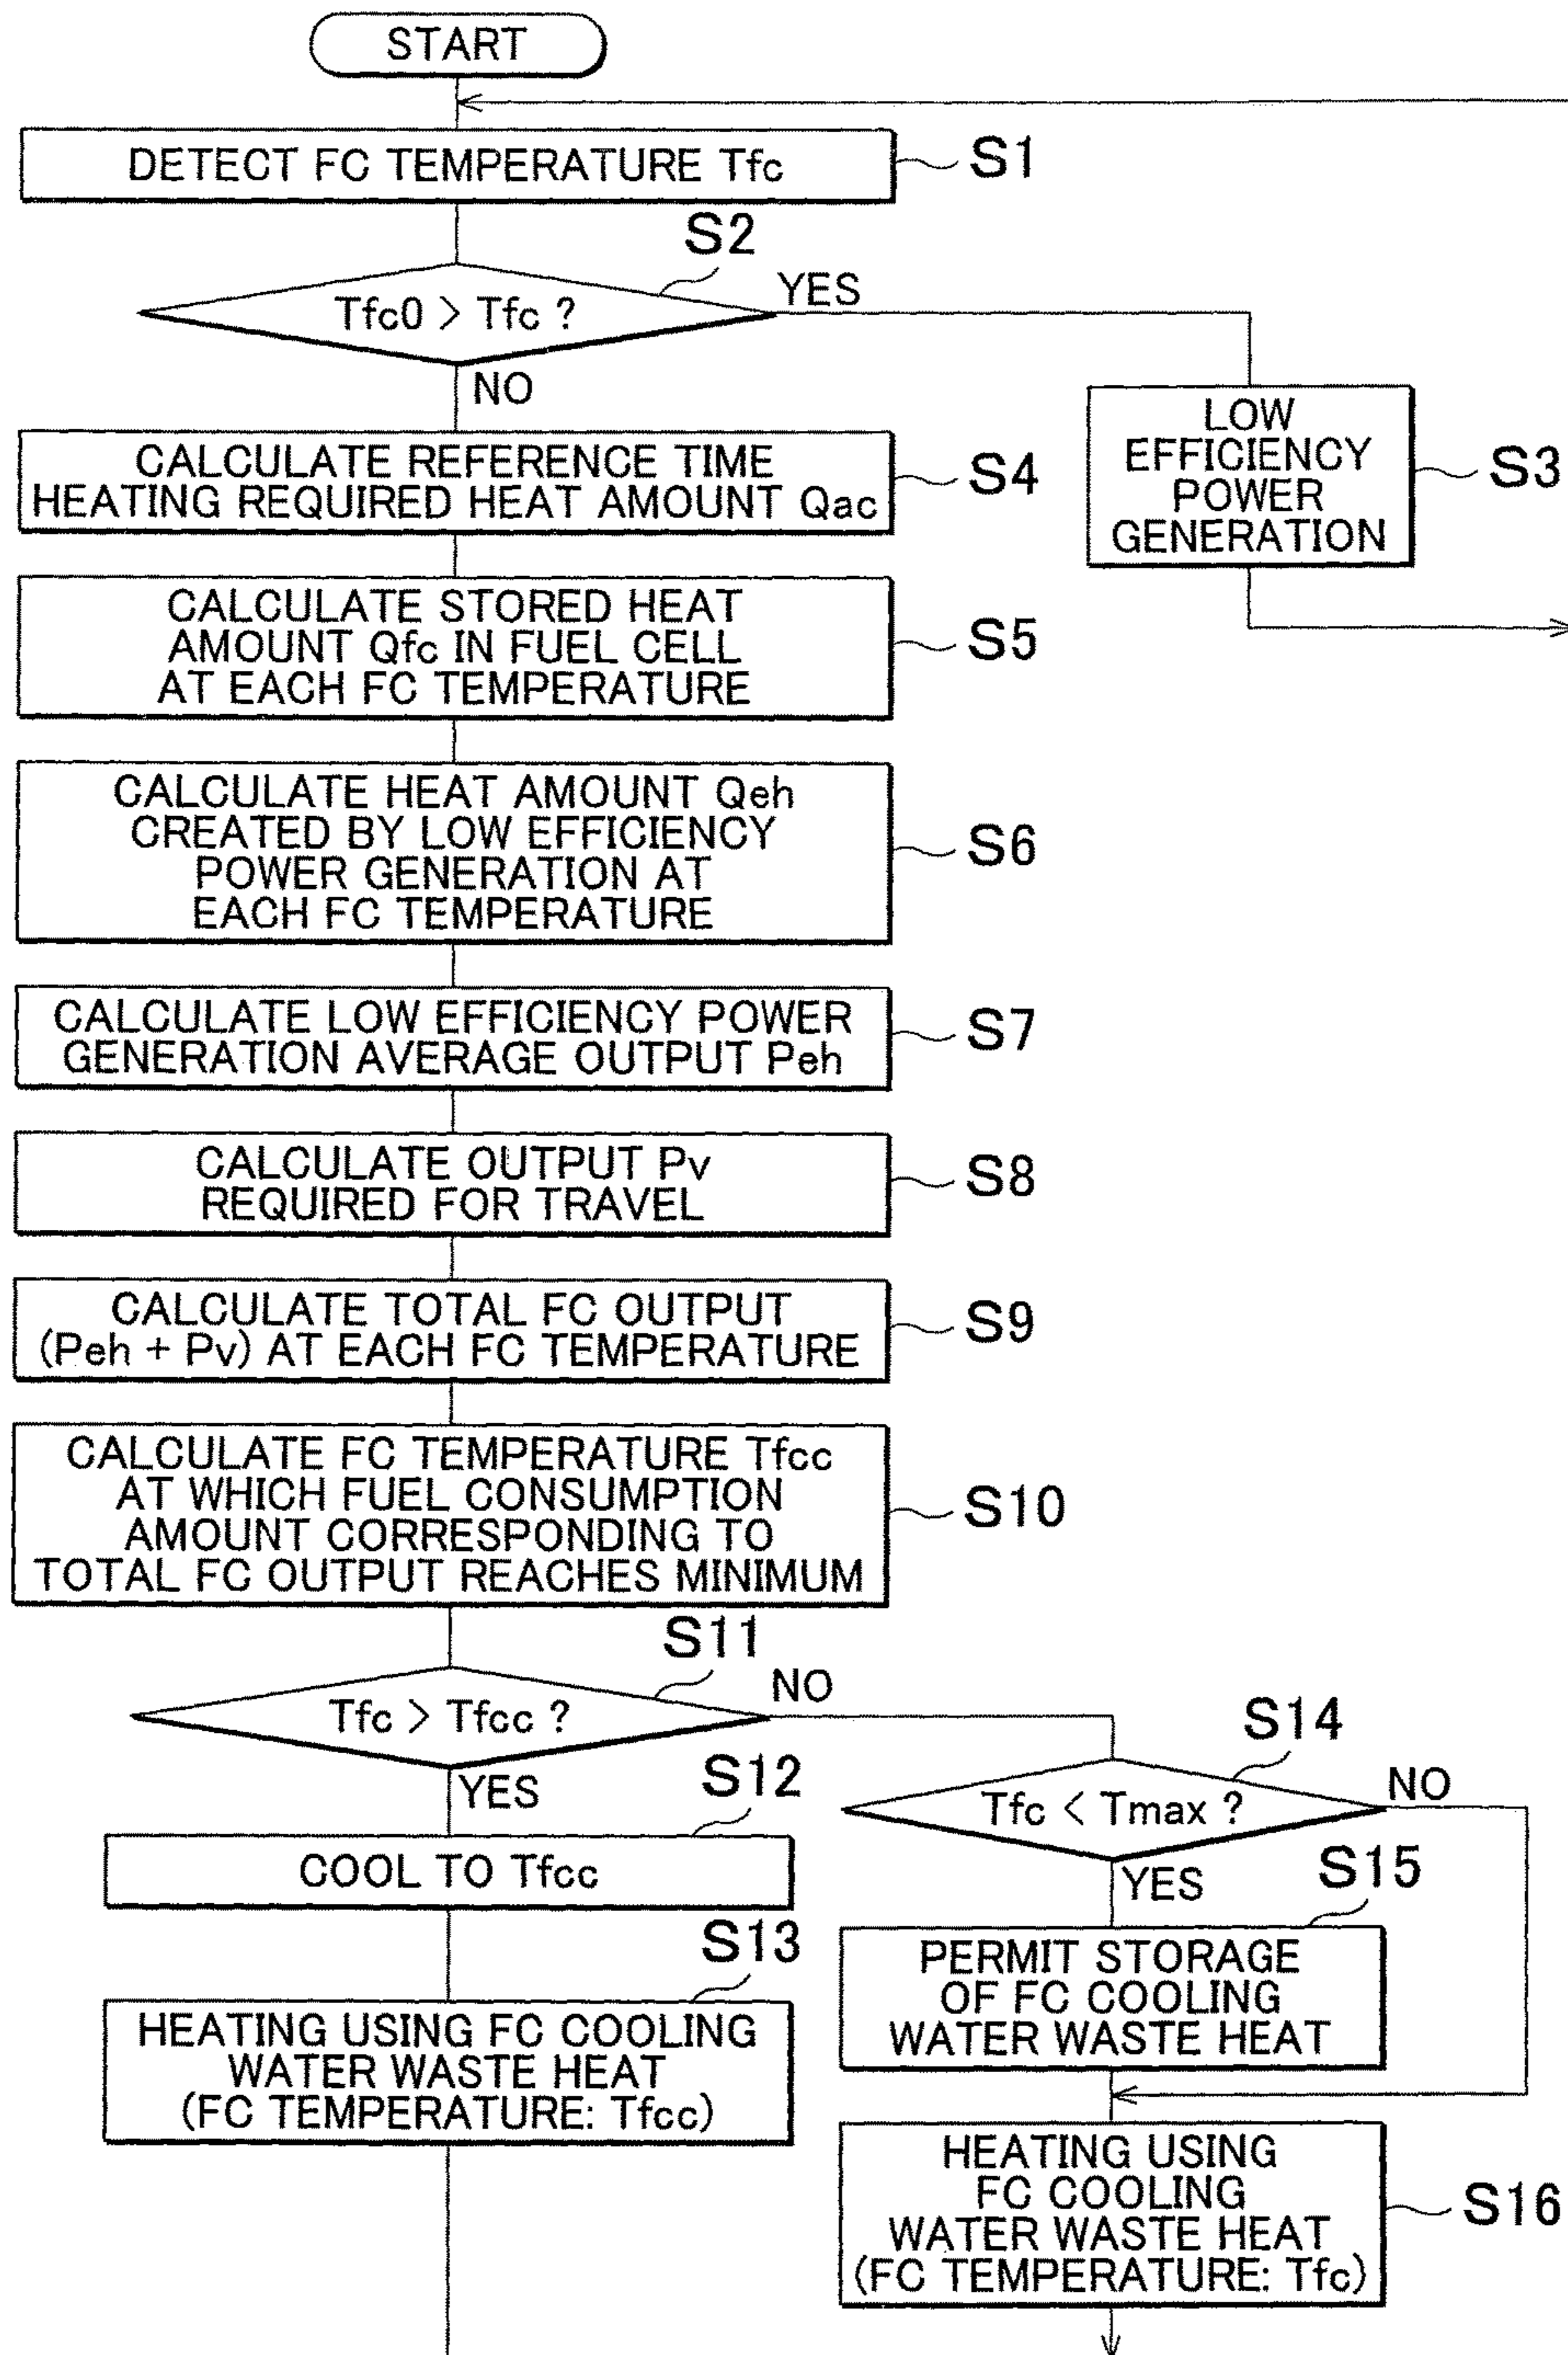 START
DETECT FC TEMPERATURE Tfc
S1
S2
Tfc0 > Tfc ?
YES
NO
LOW
EFFICIENCY
POWER
GENERATION
S3
CALCULATE REFERENCE TIME
HEATING REQUIRED HEAT AMOUNT Qac
S4
CALCULATE STORED HEAT
AMOUNT Qfc IN FUEL CELL
AT EACH FC TEMPERATURE
S5
CALCULATE HEAT AMOUNT Qeh
CREATED BY LOW EFFICIENCY
POWER GENERATION AT
EACH FC TEMPERATURE
S6
CALCULATE LOW EFFICIENCY POWER
GENERATION AVERAGE OUTPUT Peh
S7
CALCULATE OUTPUT Pv
REQUIRED FOR TRAVEL
S8
CALCULATE TOTAL FC OUTPUT
(Peh + Pv) AT EACH FC TEMPERATURE
S9
CALCULATE FC TEMPERATURE Tfcc
AT WHICH FUEL CONSUMPTION
AMOUNT CORRESPONDING TO
TOTAL FC OUTPUT REACHES MINIMUM
S10
S11
Tfc > Tfcc ?
NO
YES
S12
COOL TO Tfcc
S13
HEATING USING FC COOLING
WATER WASTE HEAT
(FC TEMPERATURE: Tfcc)
S14
Tfc < Tmax ?
NO
YES
S15
PERMIT STORAGE
OF FC COOLING
WATER WASTE HEAT
HEATING USING
FC COOLING
WATER WASTE HEAT
(FC TEMPERATURE: Tfc)
S16